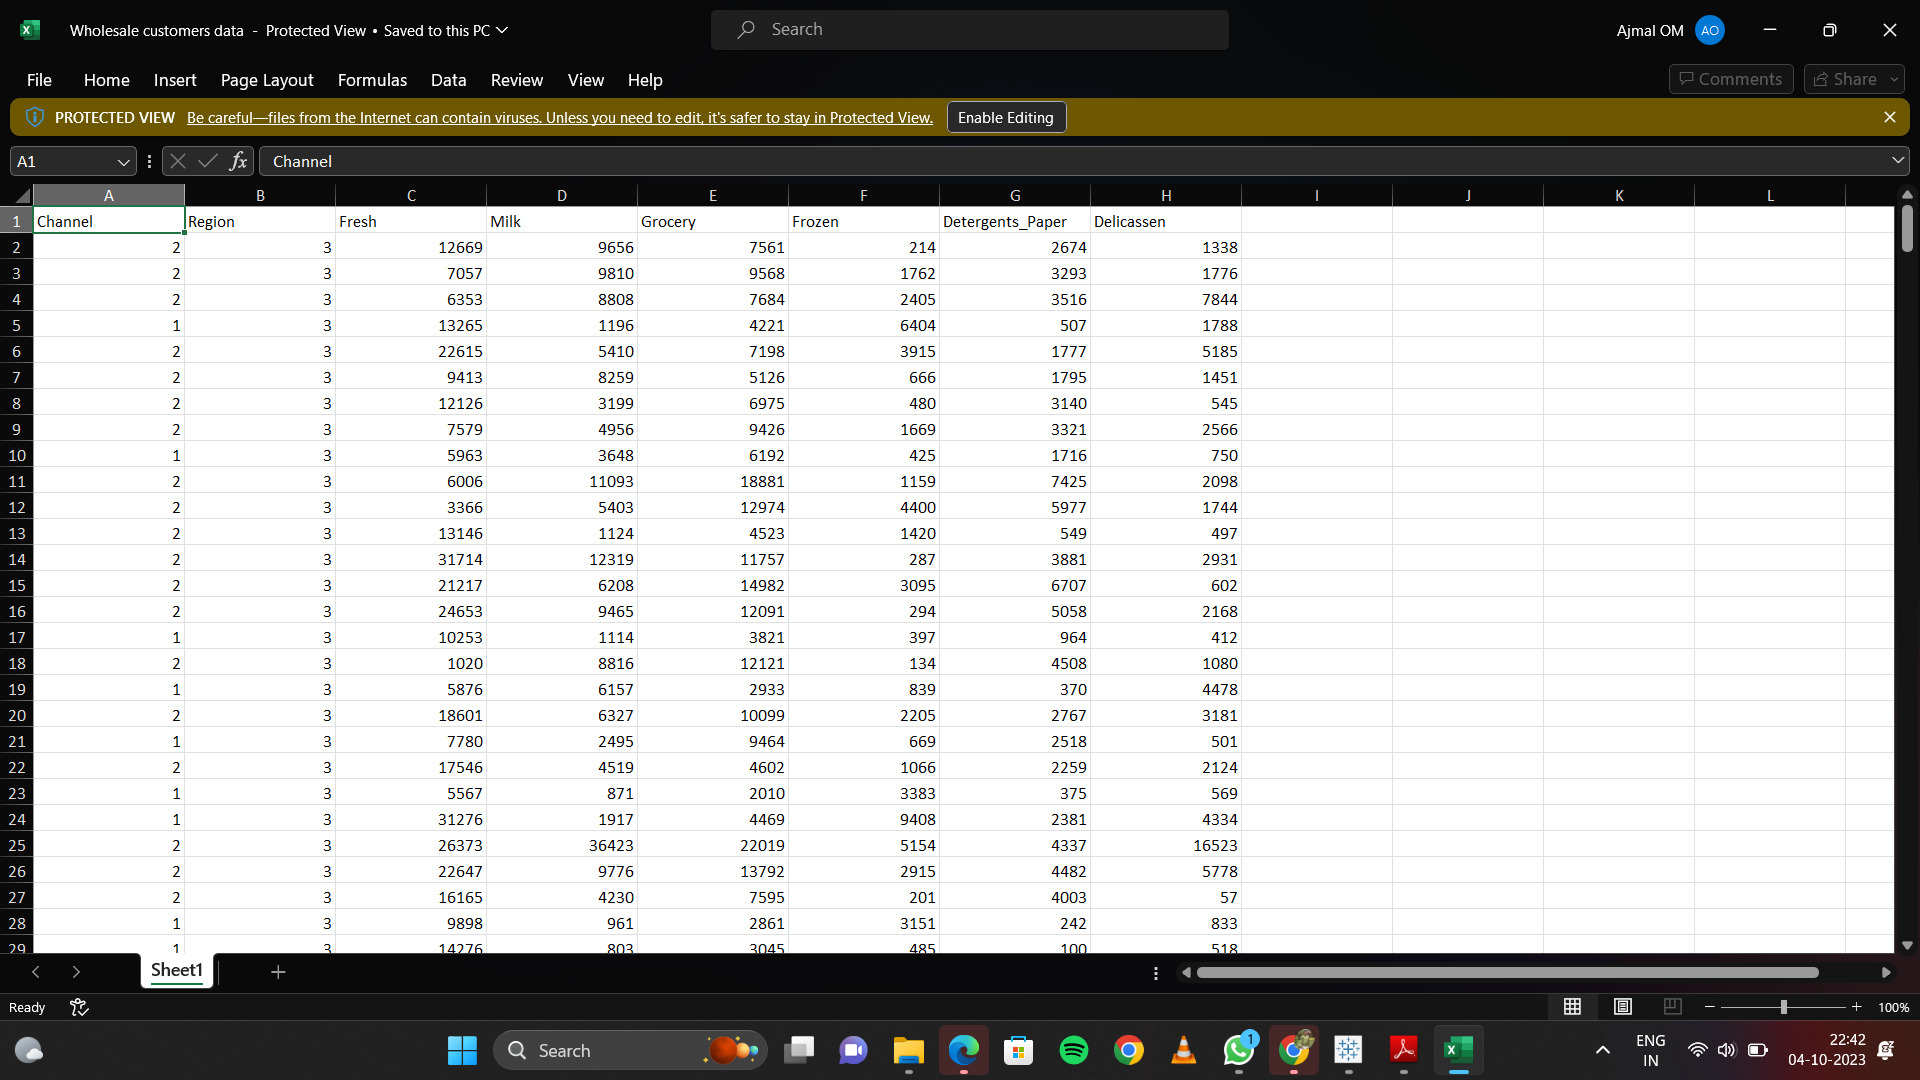 Wholesale customers data - Protected View • Saved to this PC
Search
Ajmal OM AO
File Home Insert Page Layout Formulas Data Review View Help
Comments Share
PROTECTED VIEW Be careful—files from the Internet can contain viruses. Unless you need to edit, it's safer to stay in Protected View. Enable Editing
A1 fx Channel
A B C D E F G H I J K L
1 Channel Region Fresh Milk Grocery Frozen Detergents_Paper Delicassen
2 2 3 12669 9656 7561 214 2674 1338
3 2 3 7057 9810 9568 1762 3293 1776
4 2 3 6353 8808 7684 2405 3516 7844
5 1 3 13265 1196 4221 6404 507 1788
6 2 3 22615 5410 7198 3915 1777 5185
7 2 3 9413 8259 5126 666 1795 1451
8 2 3 12126 3199 6975 480 3140 545
9 2 3 7579 4956 9426 1669 3321 2566
10 1 3 5963 3648 6192 425 1716 750
11 2 3 6006 11093 18881 1159 7425 2098
12 2 3 3366 5403 12974 4400 5977 1744
13 2 3 13146 1124 4523 1420 549 497
14 2 3 31714 12319 11757 287 3881 2931
15 2 3 21217 6208 14982 3095 6707 602
16 2 3 24653 9465 12091 294 5058 2168
17 1 3 10253 1114 3821 397 964 412
18 2 3 1020 8816 12121 134 4508 1080
19 1 3 5876 6157 2933 839 370 4478
20 2 3 18601 6327 10099 2205 2767 3181
21 1 3 7780 2495 9464 669 2518 501
22 2 3 17546 4519 4602 1066 2259 2124
23 1 3 5567 871 2010 3383 375 569
24 1 3 31276 1917 4469 9408 2381 4334
25 2 3 26373 36423 22019 5154 4337 16523
26 2 3 22647 9776 13792 2915 4482 5778
27 2 3 16165 4230 7595 201 4003 57
28 1 3 9898 961 2861 3151 242 833
29 1 3 14276 803 3045 485 100 518
Sheet1
Ready 100%
Search 1 ENG 22:42
IN 04-10-2023